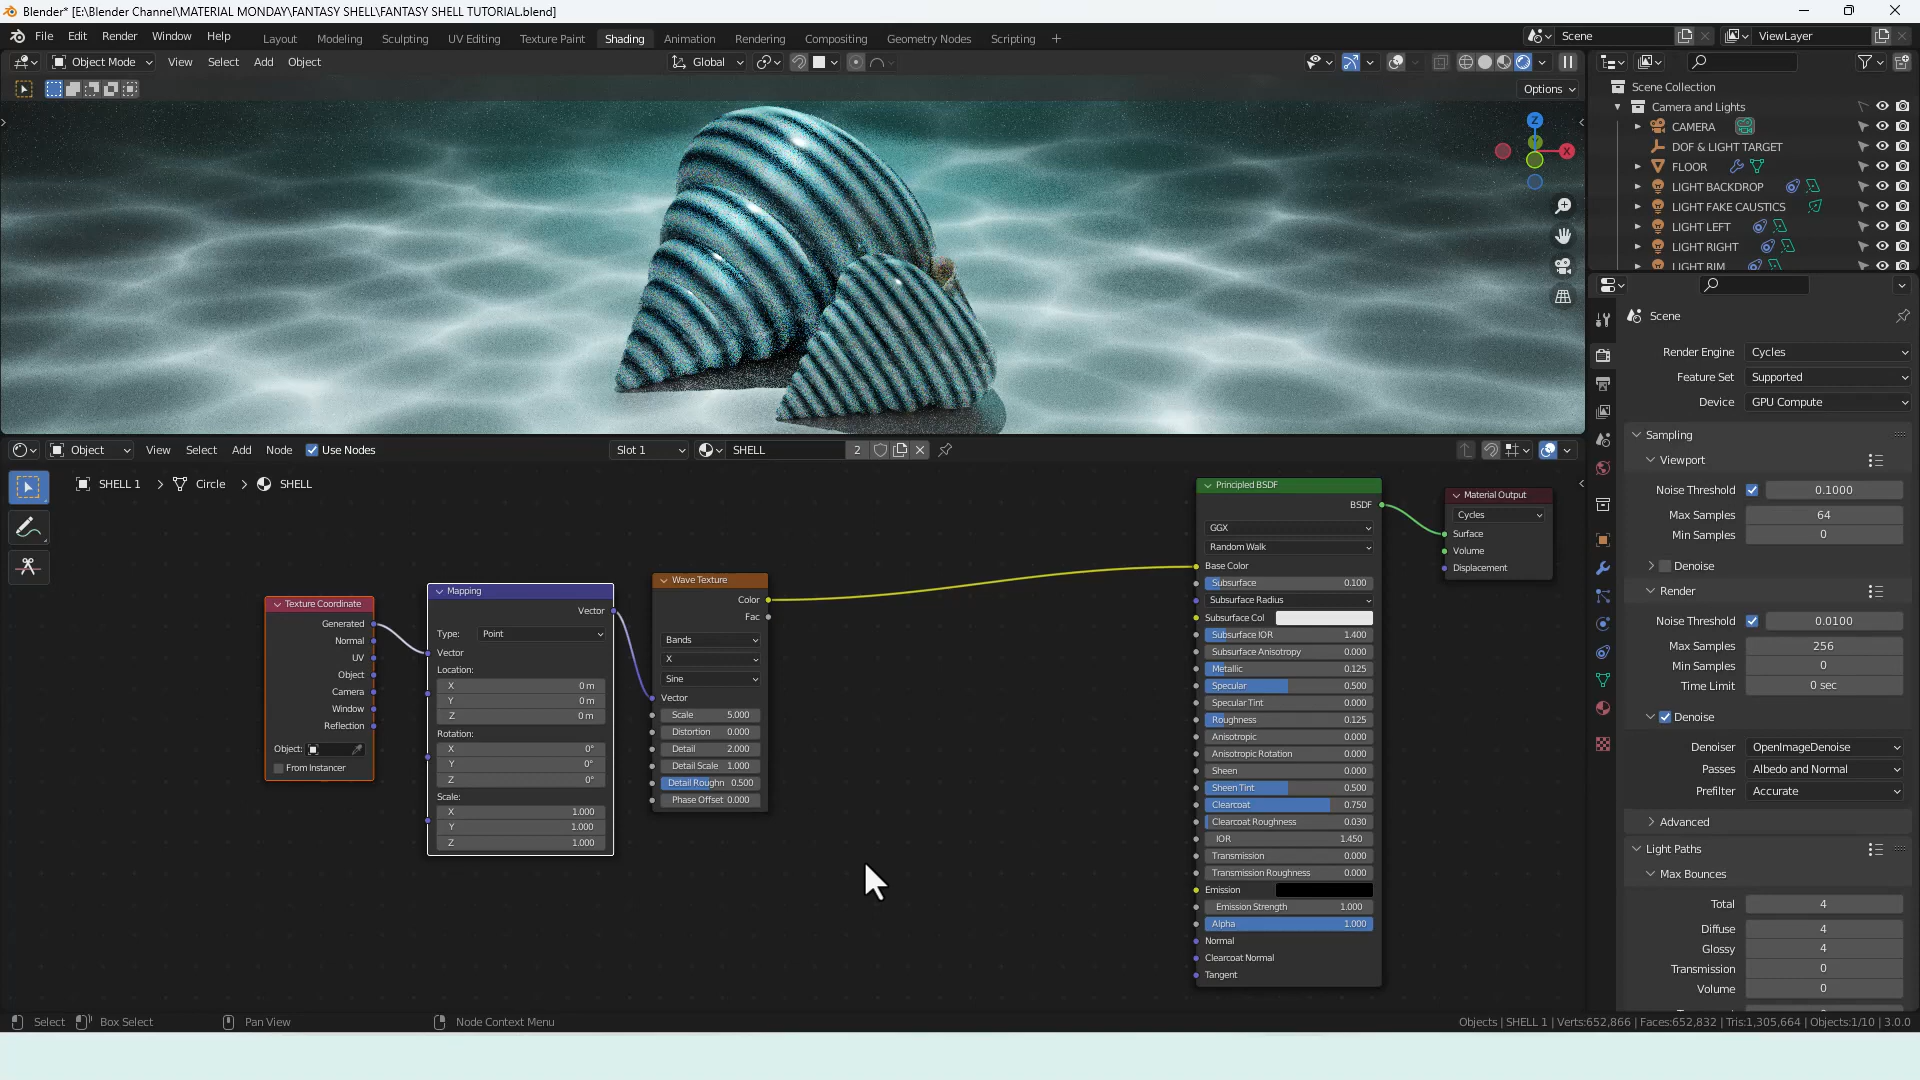 Blender* [E:\Blender Channel\MATERIAL MONDAY\FANTASY SHELL\FANTASY SHELL TUTORIAL.blend]
File Edit Render Window Help Layout Modeling Sculpting UV Editing Texture Paint Shading Animation Rendering Compositing Geometry Nodes Scripting + Scene ViewLayer
Object Mode View Select Add Object Global
Options
Z
X
Scene Collection
Camera and Lights
CAMERA
DOF & LIGHT TARGET
FLOOR
LIGHT BACKDROP
LIGHT FAKE CAUSTICS
LIGHT LEFT
LIGHT RIGHT
LIGHT RIM
Scene
Render Engine Cycles
Feature Set Supported
Device GPU Compute
Sampling
Viewport
Noise Threshold 0.1000
Max Samples 64
Min Samples 0
Denoise
Render
Noise Threshold 0.0100
Max Samples 256
Min Samples 0
Time Limit 0 sec
Denoise
Denoiser OpenImageDenoise
Passes Albedo and Normal
Prefilter Accurate
Advanced
Light Paths
Max Bounces
Total 4
Diffuse 4
Glossy 4
Transmission 0
Volume 0
Object View Select Add Node Use Nodes Slot 1 SHELL 2
SHELL 1 > Circle > SHELL
Texture Coordinate
Generated
Normal
UV
Object
Camera
Window
Reflection
Object:
From Instancer
Mapping
Vector
Type: Point
Vector
Location:
X 0 m
Y 0 m
Z 0 m
Rotation:
X 0°
Y 0°
Z 0°
Scale:
X 1.000
Y 1.000
Z 1.000
Wave Texture
Color
Fac
Bands
X
Sine
Vector
Scale 5.000
Distortion 0.000
Detail 2.000
Detail Scale 1.000
Detail Roughn 0.500
Phase Offset 0.000
Principled BSDF
BSDF
GGX
Random Walk
Base Color
Subsurface 0.100
Subsurface Radius
Subsurface Col
Subsurface IOR 1.400
Subsurface Anisotropy 0.000
Metallic 0.125
Specular 0.500
Specular Tint 0.000
Roughness 0.125
Anisotropic 0.000
Anisotropic Rotation 0.000
Sheen 0.000
Sheen Tint 0.500
Clearcoat 0.750
Clearcoat Roughness 0.030
IOR 1.450
Transmission 0.000
Transmission Roughness 0.000
Emission
Emission Strength 1.000
Alpha 1.000
Normal
Clearcoat Normal
Tangent
Material Output
Cycles
Surface
Volume
Displacement
Select Box Select Pan View Node Context Menu Objects | SHELL 1 | Verts:652,866 | Faces:652,832 | Tris:1,305,664 | Objects:1/10 | 3.0.0